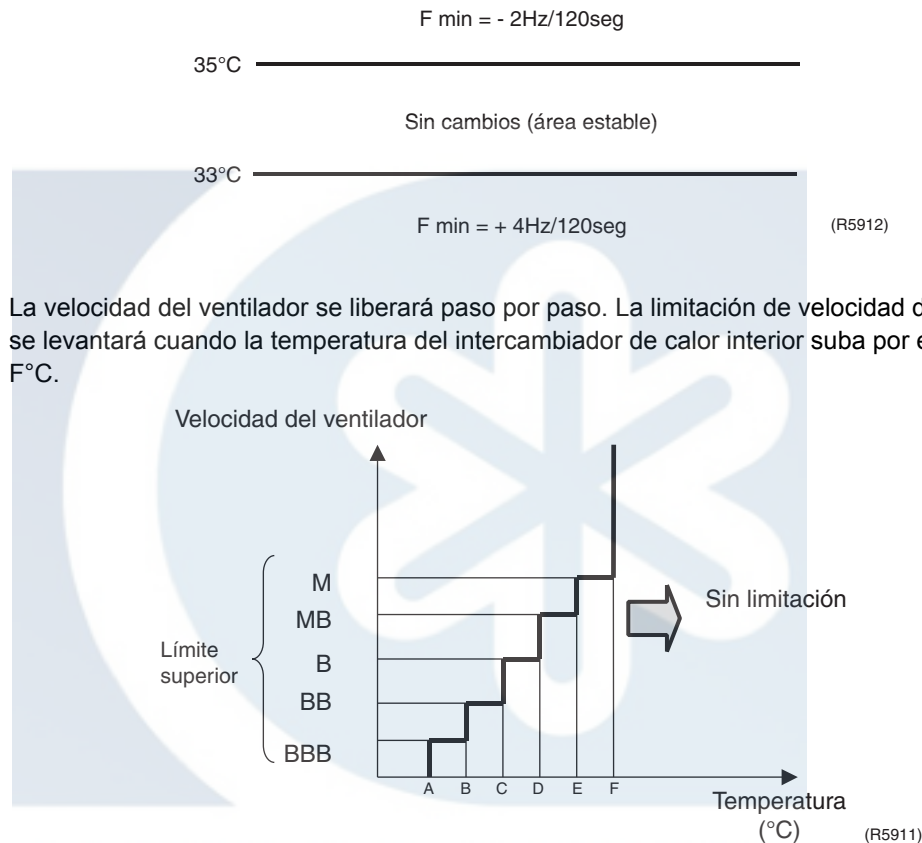 F min = - 2Hz/120seg
35°C
Sin cambios (área estable)
33°C
F min = + 4Hz/120seg
(R5912)
La velocidad del ventilador se liberará paso por paso. La limitación de velocidad
se levantará cuando la temperatura del intercambiador de calor interior suba por
F°C.
Velocidad del ventilador
M
MB
B
BB
BBB
Límite
superior
Sin limitación
A B C D E F
Temperatura
(°C)
(R5911)